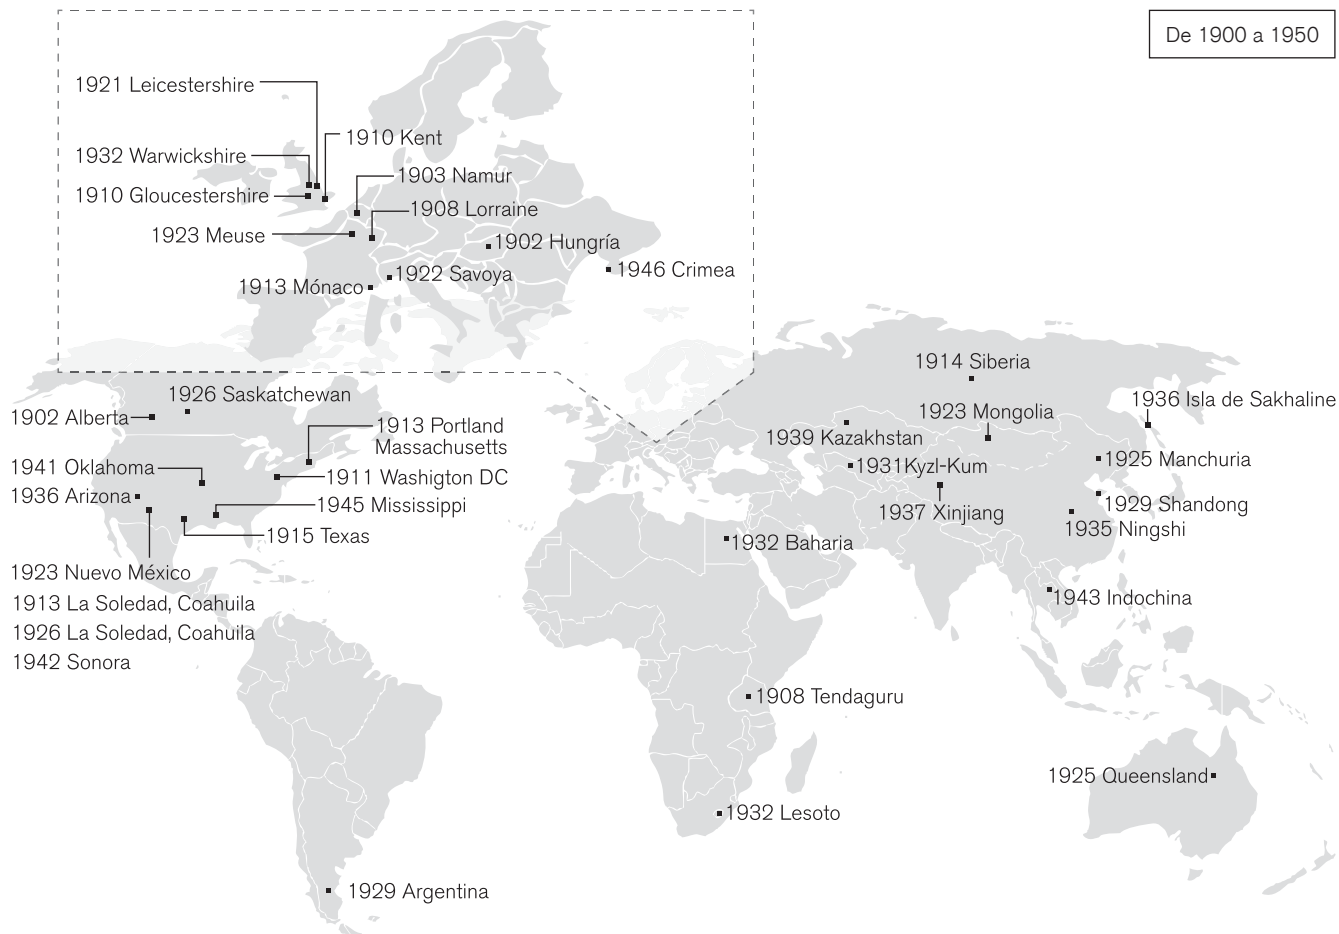 De 1900 a 1950
1921 Leicestershire
1910 Kent
1932 Warwickshire
1903 Namur
1910 Gloucestershire
1908 Lorraine
1923 Meuse
1902 Hungría
1946 Crimea
1922 Savoya
1913 Mónaco
1914 Siberia
1926 Saskatchewan
1936 Isla de Sakhaline
1902 Alberta
1923 Mongolia
1913 Portland
Massachusetts
1939 Kazakhstan
1925 Manchuria
1941 Oklahoma
1931Kyzl-Kum
1911 Washigton DC
1936 Arizona
1945 Mississippi
1929 Shandong
1937 Xinjiang
1935 Ningshi
1915 Texas
1932 Baharia
1923 Nuevo México
1943 Indochina
1913 La Soledad, Coahuila
1926 La Soledad, Coahuila
1942 Sonora
1908 Tendaguru
1925 Queensland
1932 Lesoto
1929 Argentina